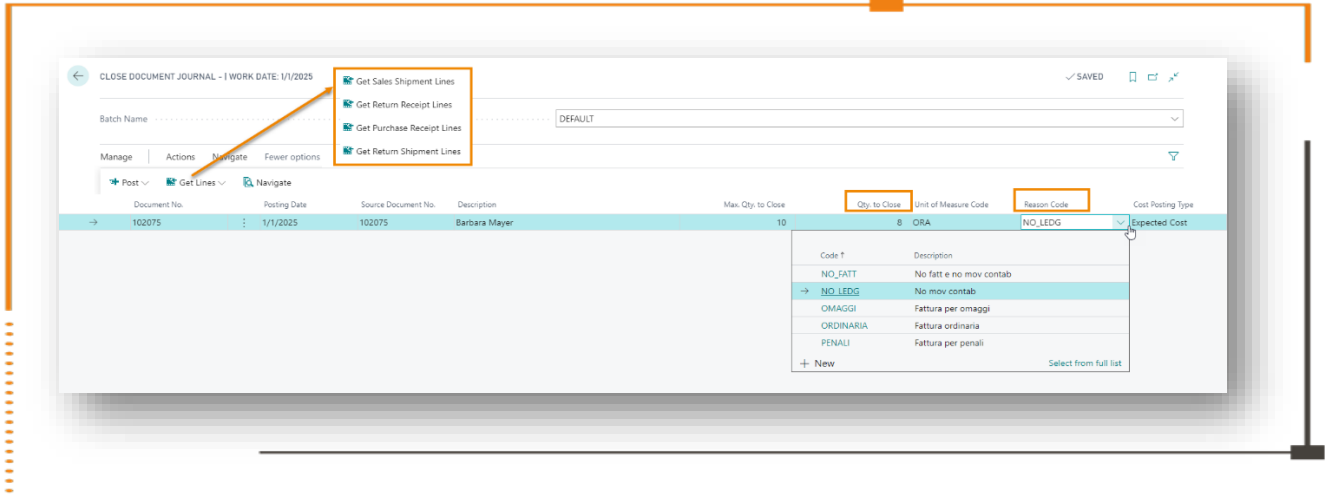 CLOSE DOCUMENT JOURNAL - | WORK DATE: 1/1/2025
✓ SAVED
Get Sales Shipment Lines
Get Return Receipt Lines
Get Purchase Receipt Lines
Get Return Shipment Lines
Batch Name DEFAULT
Manage Actions Navigate Fewer options
Post Get Lines Navigate
Document No. Posting Date Source Document No. Description Max. Qty. to Close Qty. to Close Unit of Measure Code Reason Code Cost Posting Type
102075 1/1/2025 102075 Barbara Mayer 10 8 ORA NO_LEDG Expected Cost
Code ↑ Description
NO_FATT No fatt e no mov contab
NO_LEDG No mov contab
OMAGGI Fattura per omaggi
ORDINARIA Fattura ordinaria
PENALI Fattura per penali
+ New Select from full list